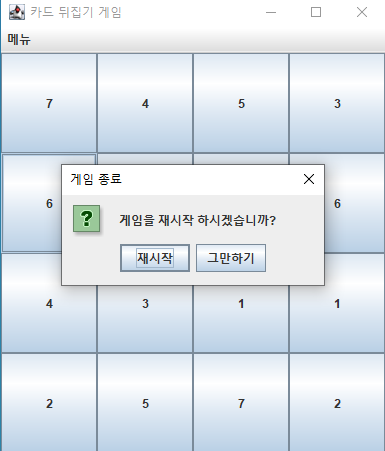 카드 뒤집기 게임
메뉴
7 4 5 3
6 6
게임 종료
?
게임을 재시작 하시겠습니까?
재시작 그만하기
4 3 1 1
2 5 7 2